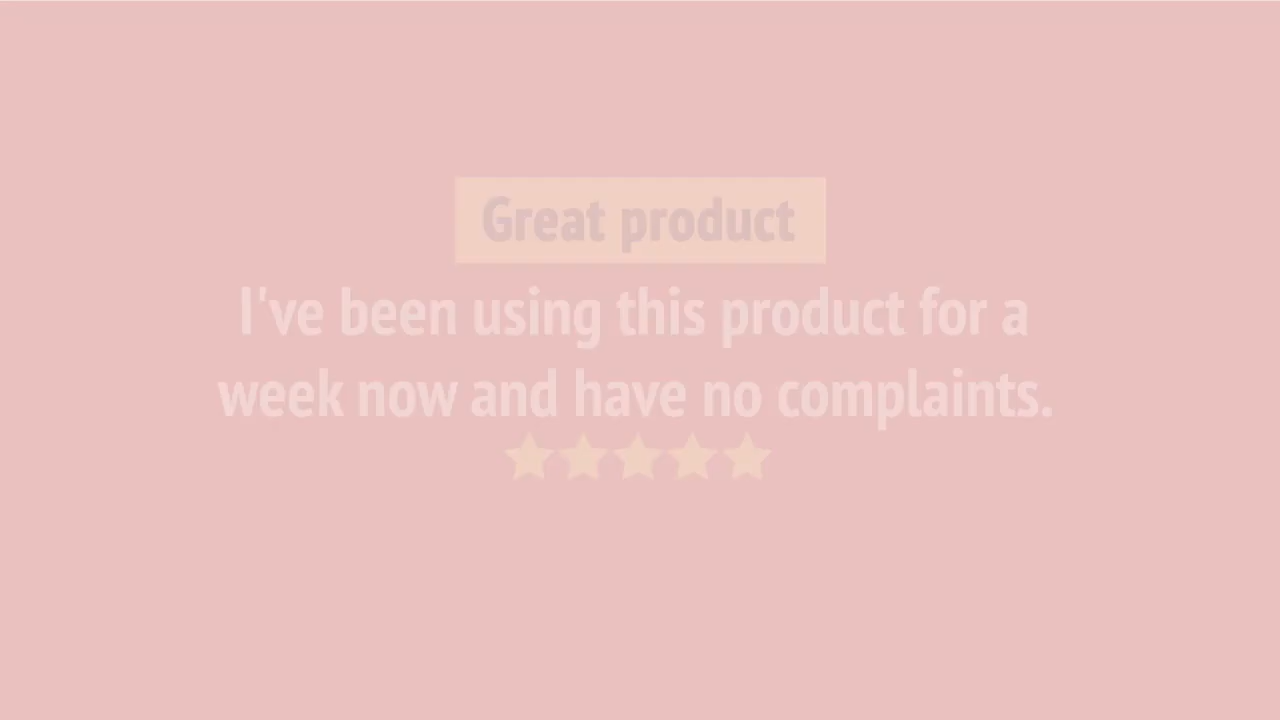 Great product
I've been using this product for a
week now and have no complaints.